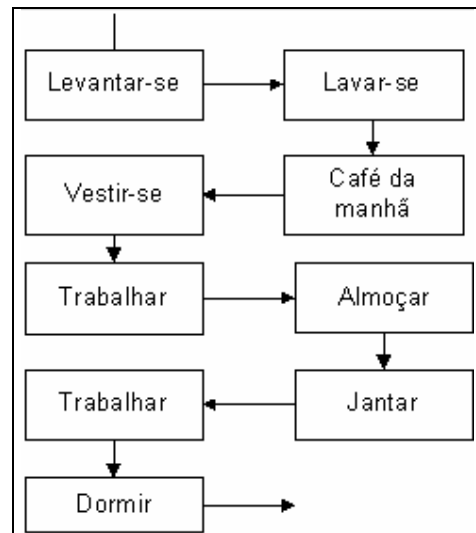 Levantar-se
Lavar-se
Café da
manhã
Vestir-se
Trabalhar
Almoçar
Jantar
Trabalhar
Dormir